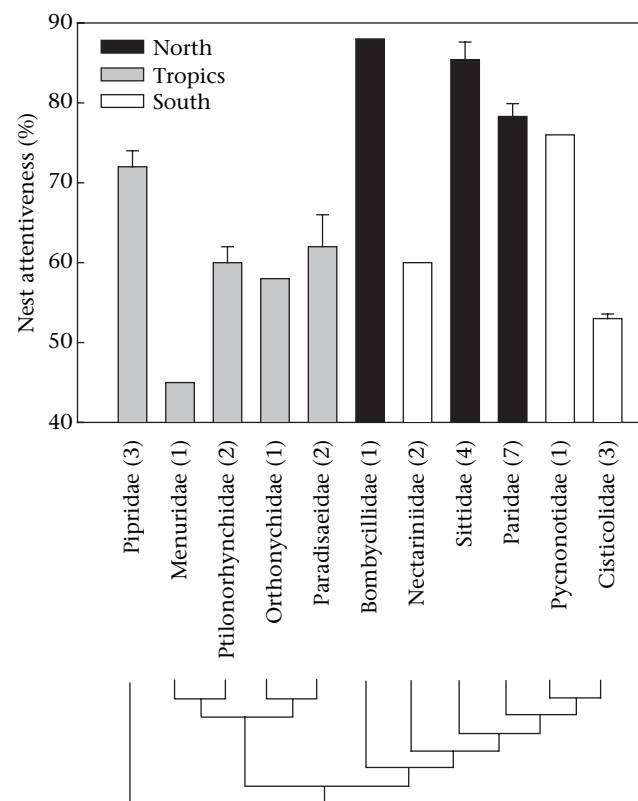 90
80
70
60
50
40
Nest attentiveness (%)
North
Tropics
South
Pipridae (3)
Menuridae (1)
Ptilonorhynchidae (2)
Orthonychidae (1)
Paradisaeidae (2)
Bombycillidae (1)
Nectariniidae (2)
Sittidae (4)
Paridae (7)
Pycnonotidae (1)
Cisticolidae (3)